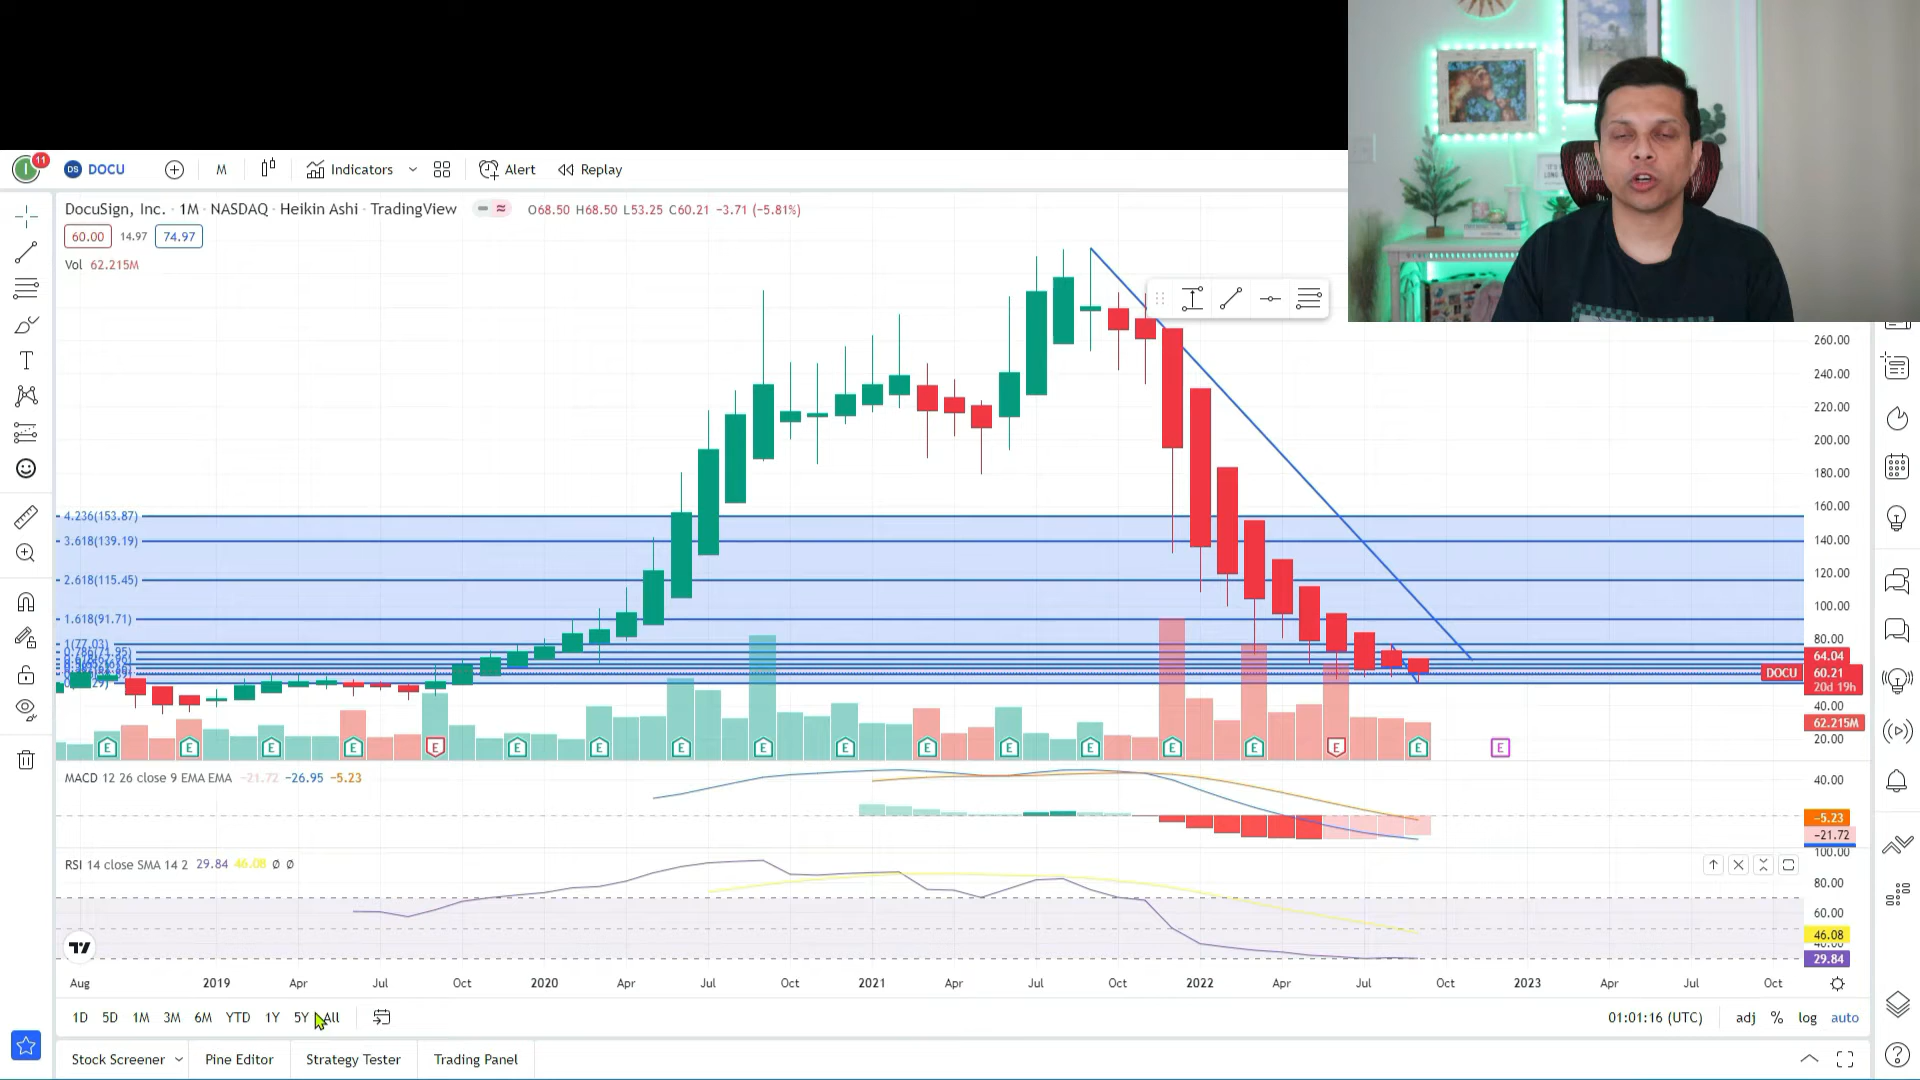 11 DS DOCU M Indicators Alert Replay
DocuSign, Inc. · 1M · NASDAQ · Heikin Ashi · TradingView O68.50 H68.50 L53.25 C60.21 −3.71 (−5.81%)
60.00 14.97 74.97
Vol 62.215M
260.00
240.00
220.00
200.00
180.00
160.00
4.236(153.87)
3.618(139.19)
140.00
2.618(115.45)
120.00
1.618(91.71)
100.00
1(77.03)
80.00
64.04
DOCU 60.21
20d 19h
40.00
62.215M
20.00
E E E E E E E E E E E E E E E E E E
MACD 12 26 close 9 EMA EMA −21.72 −26.95 −5.23
40.00
−5.23
−21.72
RSI 14 close SMA 14 2 29.84 46.08 Ø Ø
100.00
80.00
60.00
46.08
29.84
Aug 2019 Apr Jul Oct 2020 Apr Jul Oct 2021 Apr Jul Oct 2022 Apr Jul Oct 2023 Apr Jul Oct
1D 5D 1M 3M 6M YTD 1Y 5Y All 01:01:16 (UTC) adj % log auto
Stock Screener Pine Editor Strategy Tester Trading Panel